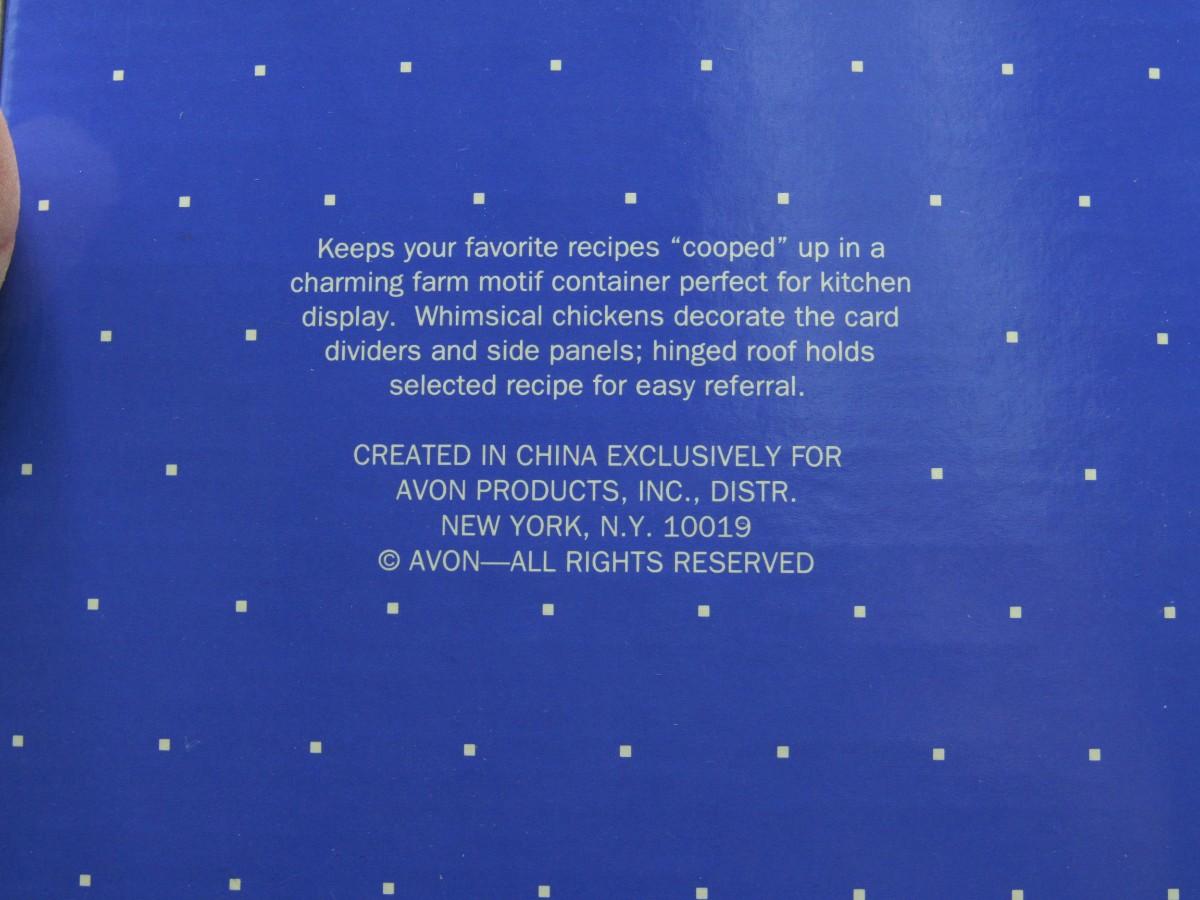 Keeps your favorite recipes “cooped” up in a
charming farm motif container perfect for kitchen
display.  Whimsical chickens decorate the card
dividers and side panels; hinged roof holds
selected recipe for easy referral.
CREATED IN CHINA EXCLUSIVELY FOR
AVON PRODUCTS, INC., DISTR.
NEW YORK, N.Y. 10019
© AVON—ALL RIGHTS RESERVED